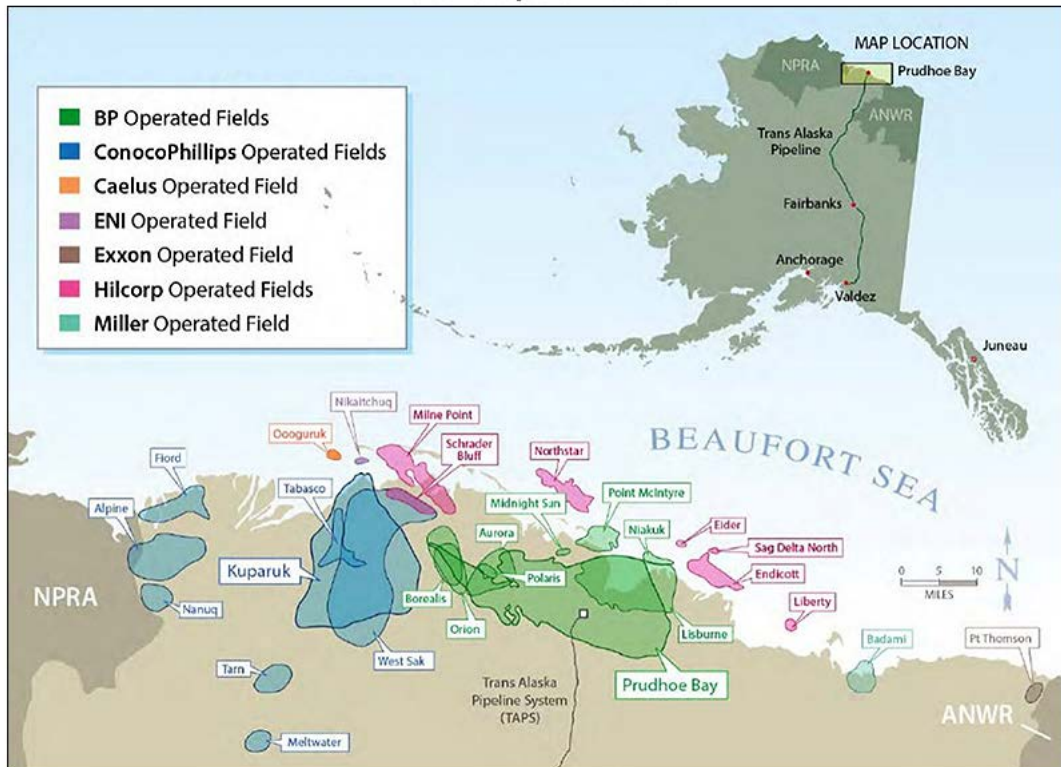 BP Operated Fields
ConocoPhillips Operated Fields
Caelus Operated Field
ENI Operated Field
Exxon Operated Field
Hilcorp Operated Fields
Miller Operated Field
MAP LOCATION
NPRA
Prudhoe Bay
ANWR
Trans Alaska
Pipeline
Fairbanks
Anchorage
Valdez
Juneau
BEAUFORT SEA
Nikaitchuq
Milne Point
Oooguruk
Schrader
Bluff
Northstar
Fiord
Tabasco
Midnight Sun
Point McIntyre
Alpine
Aurora
Niakuk
Eider
Sag Delta North
Kuparuk
Polaris
Endicott
0 5 10
MILES
N
NPRA
Nanuq
Borealis
Orion
Liberty
Lisburne
West Sak
Badami
Pt Thomson
Tarn
Trans Alaska
Pipeline System
(TAPS)
Prudhoe Bay
ANWR
Meltwater